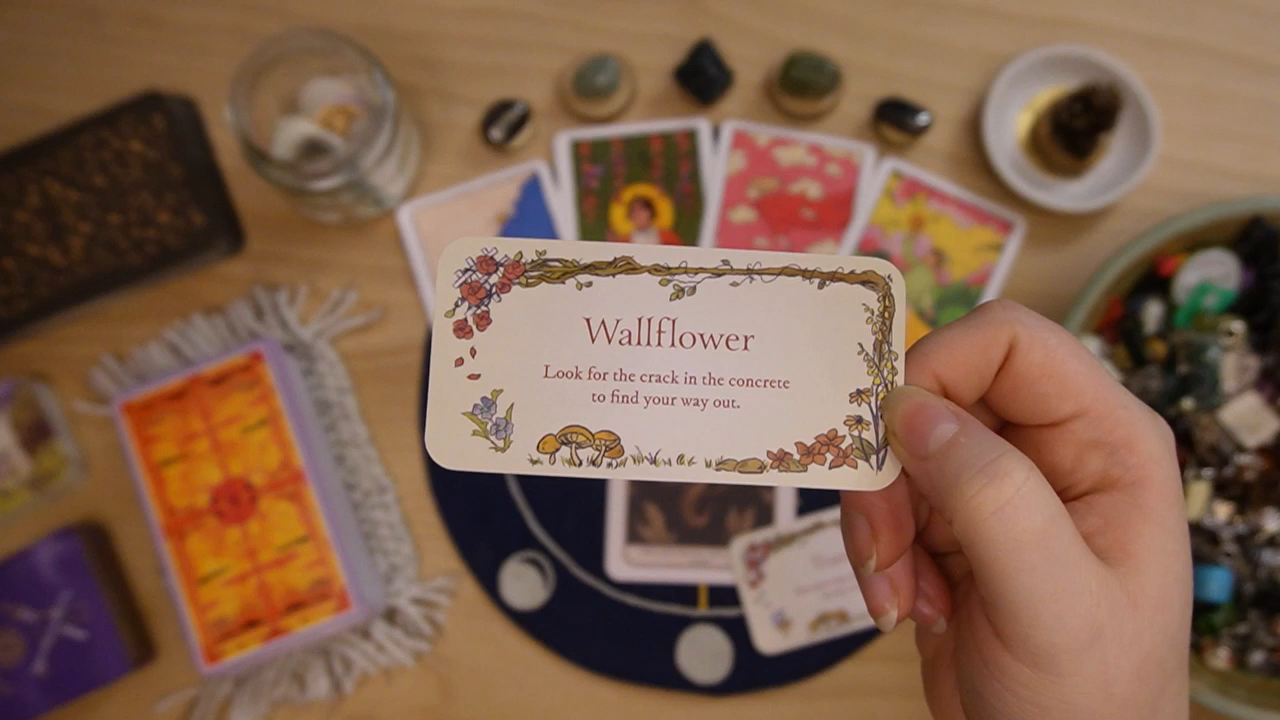 Wallflower
Look for the crack in the concrete
to find your way out.